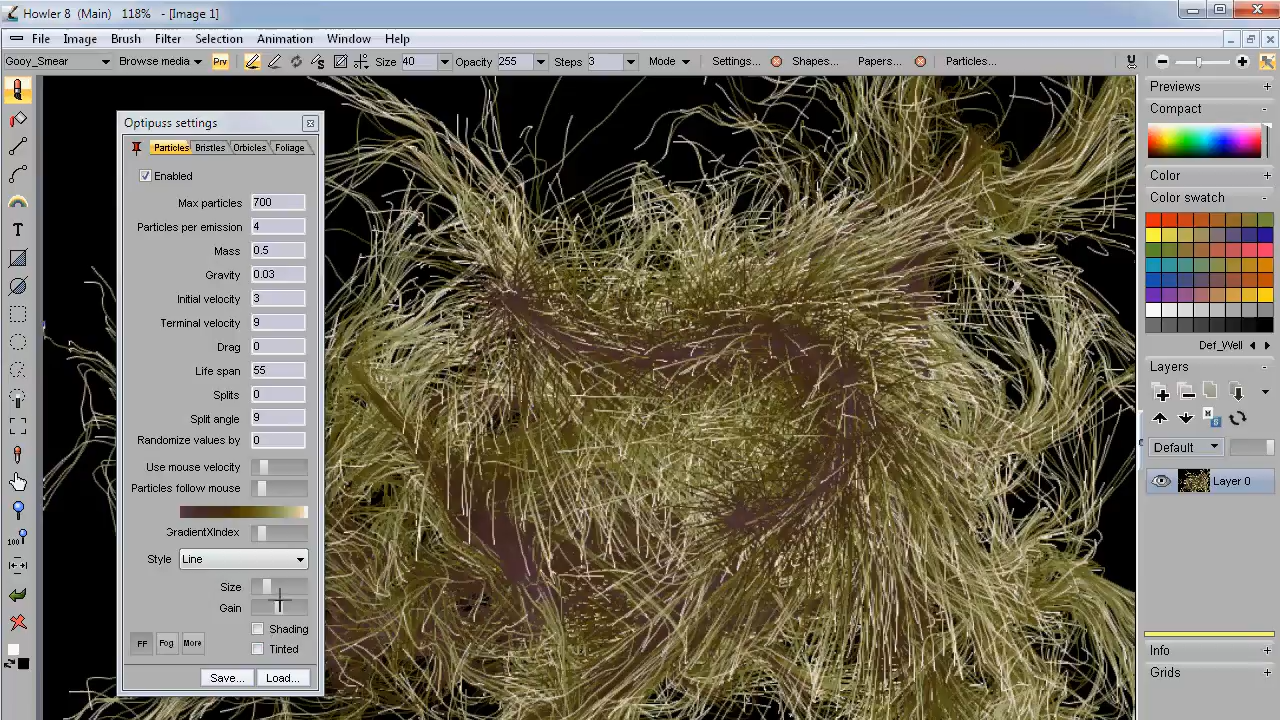 Howler 8 (Main) 118% - [Image 1]
File Image Brush Filter Selection Animation Window Help
Gooy_Smear Browse media Prv Size 40 Opacity 255 Steps 3 Mode Settings... Shapes... Papers... Particles...
Optipuss settings
Particles Bristles Orbicles Foliage
Enabled
Max particles 700
Particles per emission 4
Mass 0.5
Gravity 0.03
Initial velocity 3
Terminal velocity 9
Drag 0
Life span 55
Splits 0
Split angle 9
Randomize values by 0
Use mouse velocity
Particles follow mouse
GradientXIndex
Style Line
Size
Gain
Shading
Tinted
FF Fog More
Save... Load...
T
100
Previews
Compact
Color
Color swatch
Def_Well
Layers
Default
Layer 0
Info
Grids